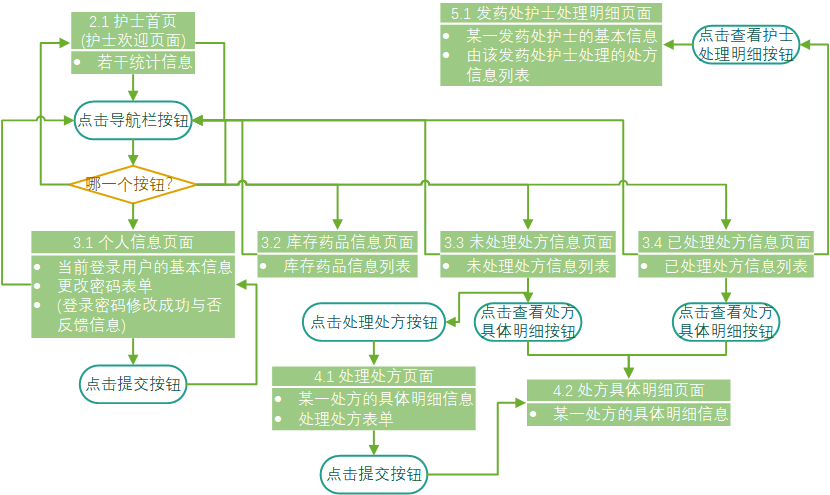 2.1 护士首页
(护士欢迎页面)
● 若干统计信息
5.1 发药处护士处理明细页面
● 某一发药处护士的基本信息
● 由该发药处护士处理的处方
信息列表
点击查看护士
处理明细按钮
点击导航栏按钮
哪一个按钮?
3.1 个人信息页面
● 当前登录用户的基本信息
● 更改密码表单
● (登录密码修改成功与否
反馈信息)
3.2 库存药品信息页面
● 库存药品信息列表
3.3 未处理处方信息页面
● 未处理处方信息列表
3.4 已处理处方信息页面
● 已处理处方信息列表
点击处理处方按钮
点击查看处方
具体明细按钮
点击查看处方
具体明细按钮
点击提交按钮
4.1 处理处方页面
● 某一处方的具体明细信息
● 处理处方表单
4.2 处方具体明细页面
● 某一处方的具体明细信息
点击提交按钮